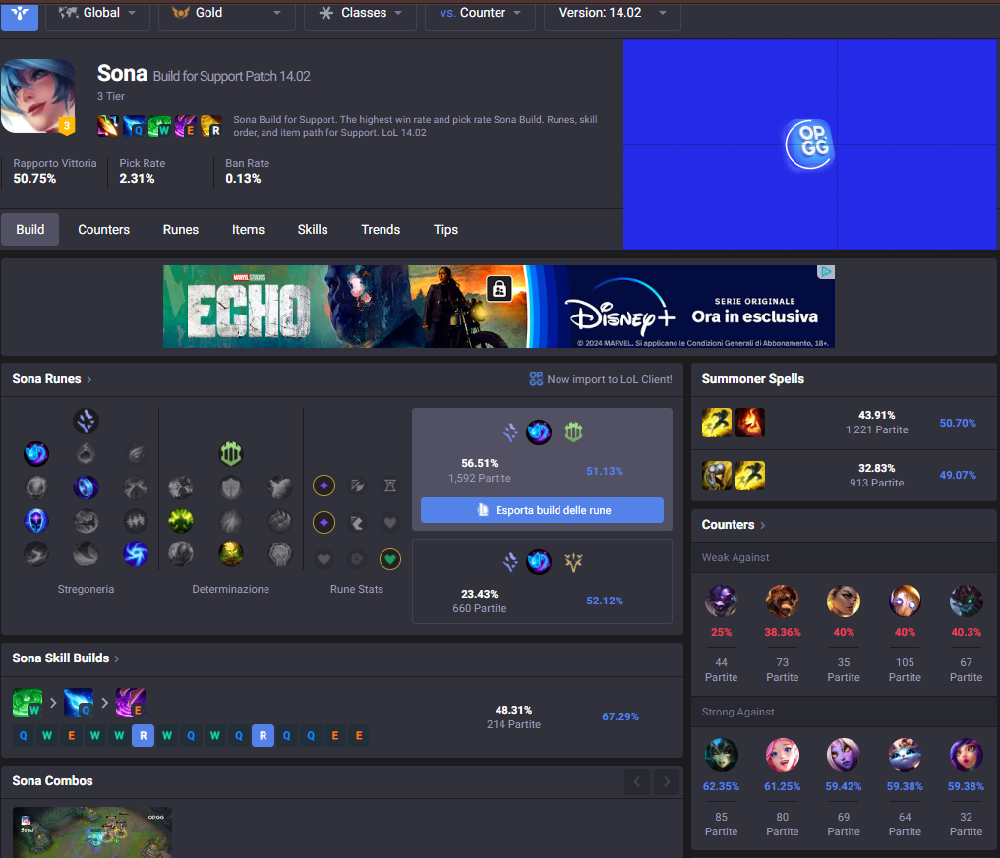 Global
Gold
Classes
vs. Counter
Version: 14.02
Sona Build for Support Patch 14.02
3 Tier
3
Q W E R
Sona Build for Support. The highest win rate and pick rate Sona Build. Runes, skill
order, and item path for Support. LoL 14.02
Rapporto Vittoria
50.75%
Pick Rate
2.31%
Ban Rate
0.13%
OP.
GG
Build
Counters
Runes
Items
Skills
Trends
Tips
MARVEL STUDIOS
ECHO
Disney+
SERIE ORIGINALE
Ora in esclusiva
© 2024 MARVEL. Si applicano le Condizioni Generali di Abbonamento, 18+.
Sona Runes
OP.GG Now import to LoL Client!
Stregoneria
Determinazione
Rune Stats
56.51%
1,592 Partite
51.13%
Esporta build delle rune
23.43%
660 Partite
52.12%
Summoner Spells
43.91%
1,221 Partite
50.70%
32.83%
913 Partite
49.07%
Counters
Weak Against
25% 38.36% 40% 40% 40.3%
44 73 35 105 67
Partite Partite Partite Partite Partite
Strong Against
62.35% 61.25% 59.42% 59.38% 59.38%
85 80 69 64 32
Partite Partite Partite Partite Partite
Sona Skill Builds
W Q E
Q W E W W R W Q W Q R Q Q E E
48.31%
214 Partite
67.29%
Sona Combos
Sona
OP.GG